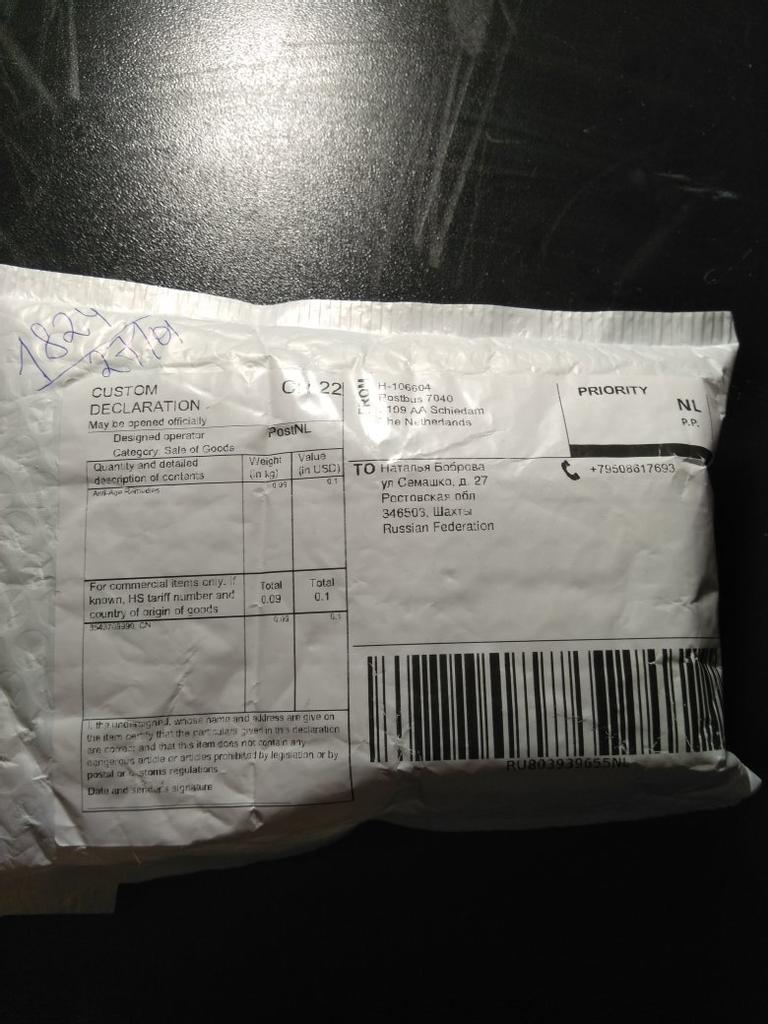 1824
CUSTOM
DECLARATION
CN 22
May be opened officially
Designed operator
PostNL
Category: Sale of Goods
Quantity and detailed
description of contents
Weight
(in kg)
Value
(in USD)
Anti-Age Remedies
0.09
0.1
For commercial items only. If
known, HS tariff number and
country of origin of goods
Total
0.09
Total
0.1
3543709990, CN
0.09
0.1
I, the undersigned, whose name and address are give on
the item certify that the particulars given in this declaration
are correct and that this item does not contain any
dangerous article or articles prohibited by legislation or by
postal or customs regulations
Date and sender's signature
FROM
H-106604
Postbus 7040
3109 AA Schiedam
The Netherlands
PRIORITY
NL
P.P.
TO Наталья Боброва
ул Семашко, д. 27
Ростовская обл
346503, Шахты
Russian Federation
+79508617693
RU803939655NL